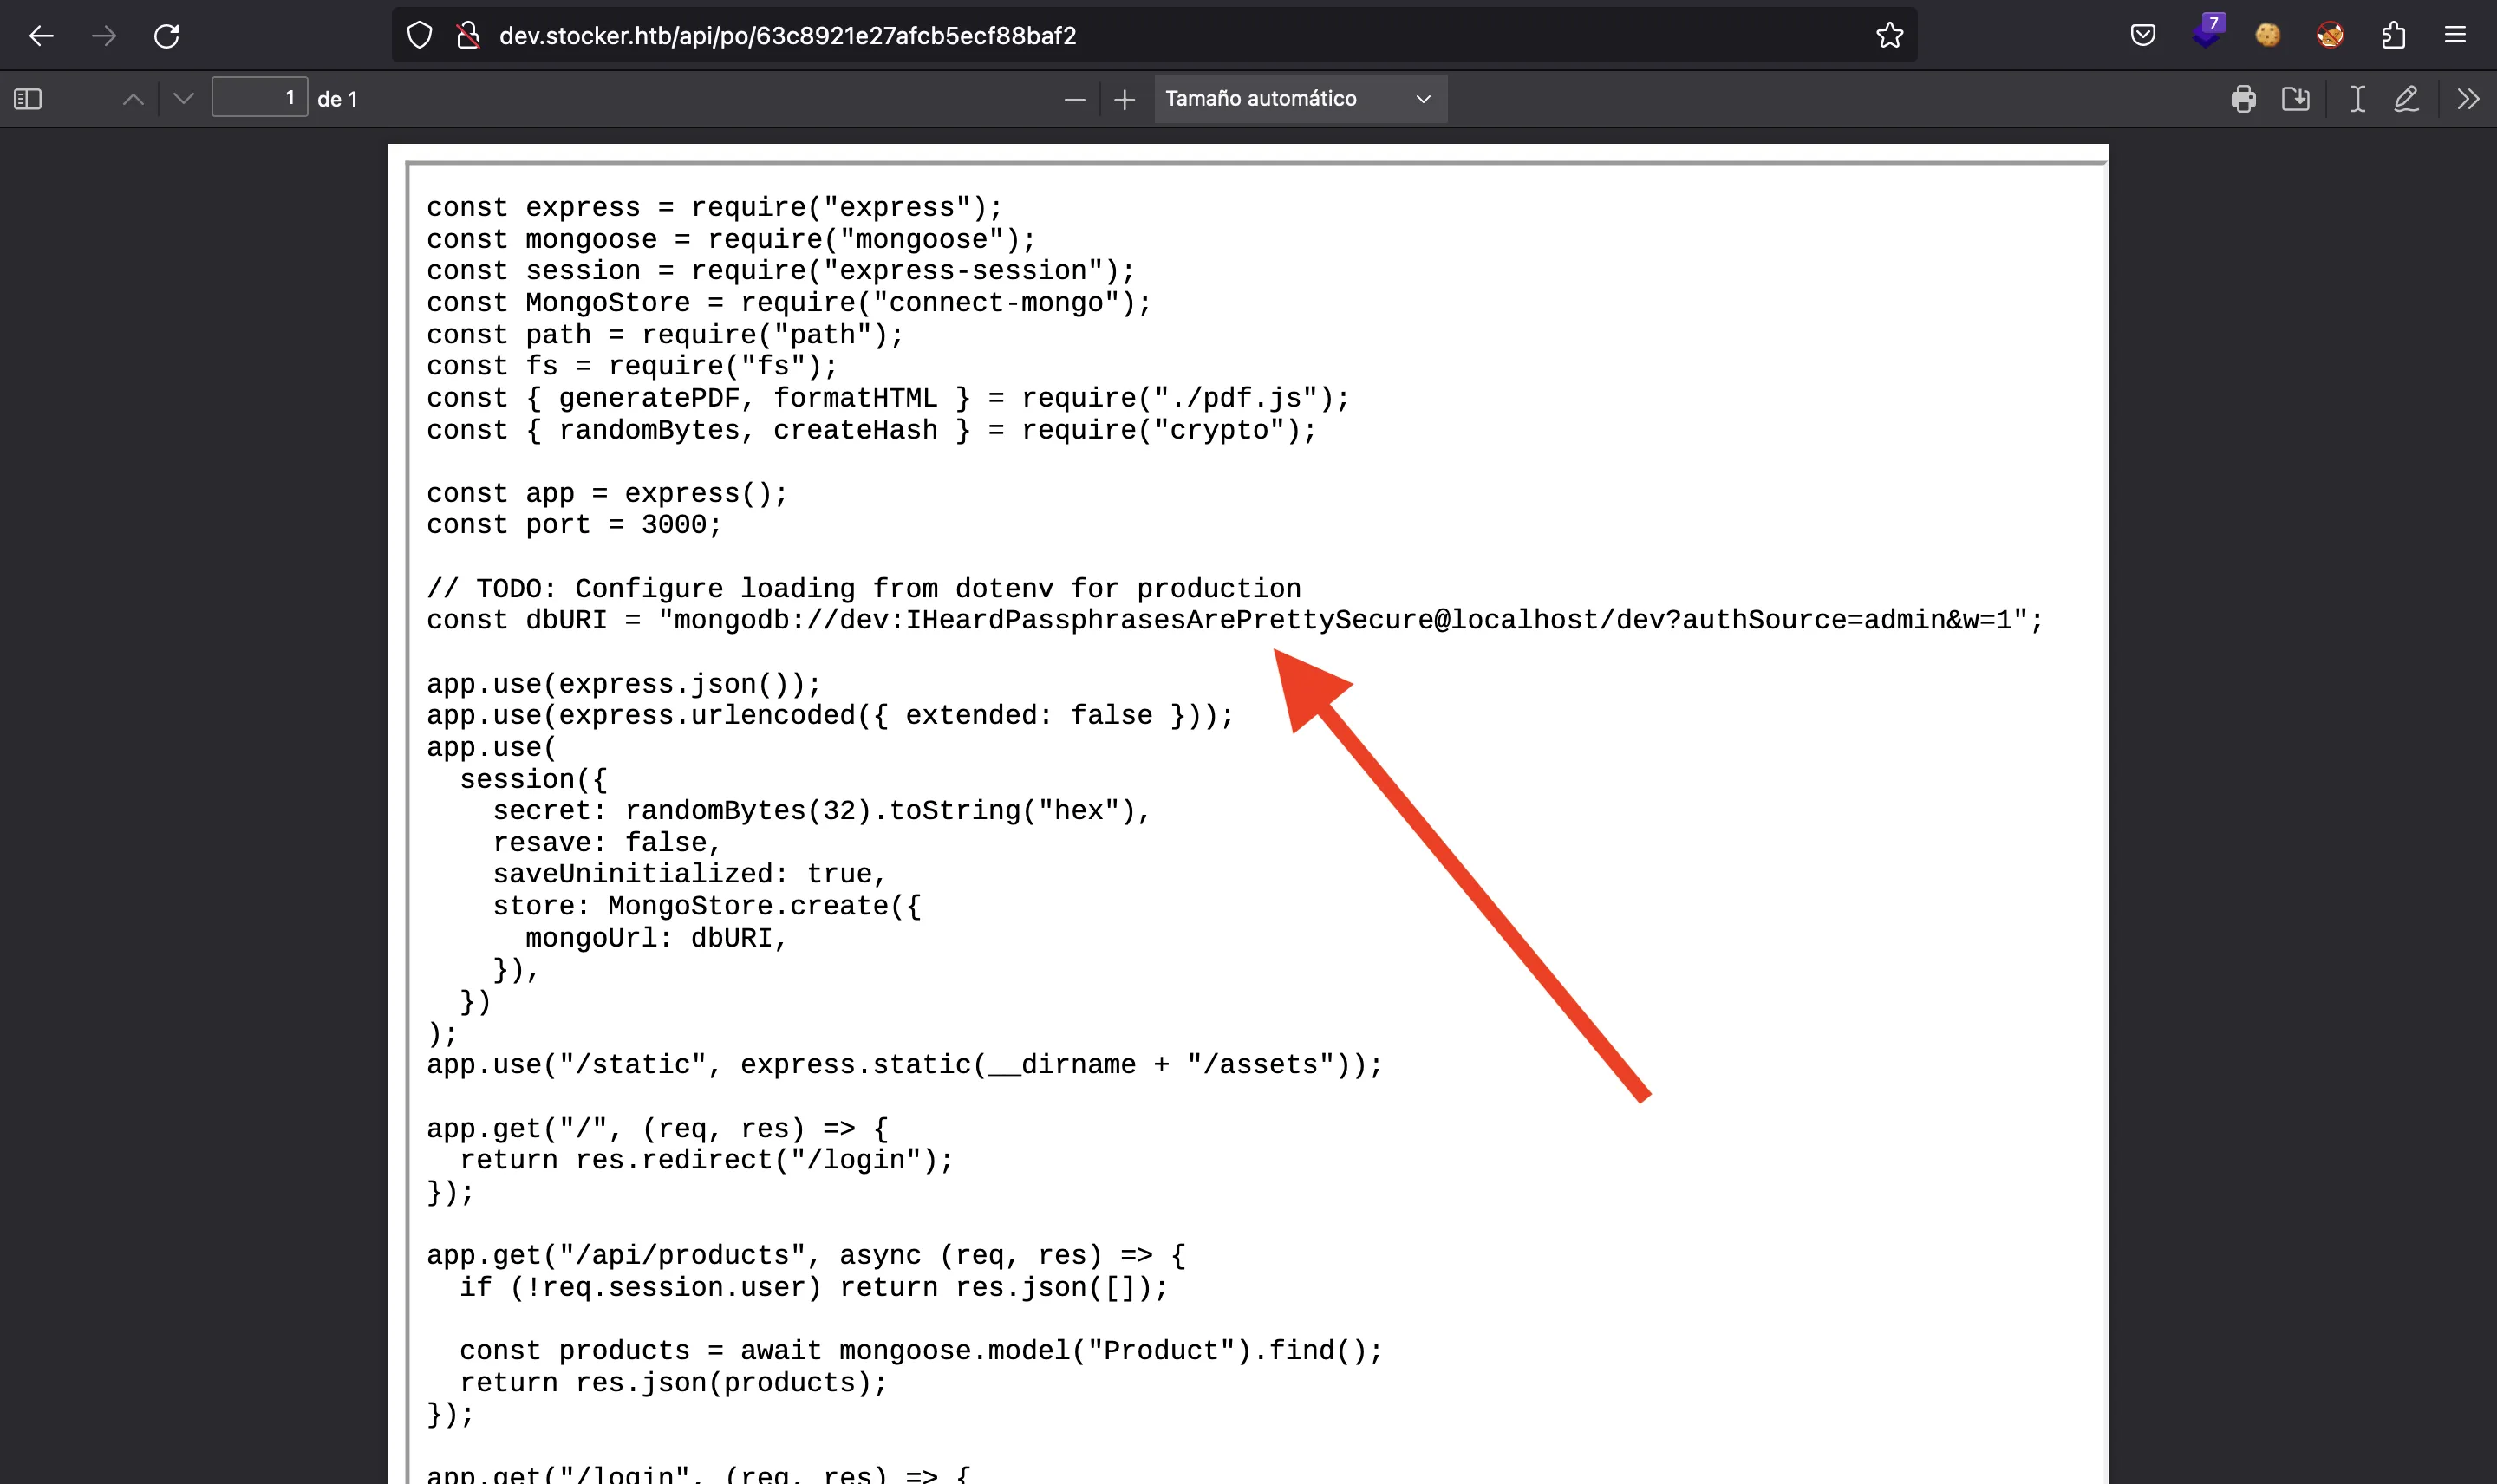 dev.stocker.htb/api/po/63c8921e27afcb5ecf88baf2
7
1 de 1
Tamaño automático
const express = require("express");
const mongoose = require("mongoose");
const session = require("express-session");
const MongoStore = require("connect-mongo");
const path = require("path");
const fs = require("fs");
const { generatePDF, formatHTML } = require("./pdf.js");
const { randomBytes, createHash } = require("crypto");
const app = express();
const port = 3000;
// TODO: Configure loading from dotenv for production
const dbURI = "mongodb://dev:IHeardPassphrasesArePrettySecure@localhost/dev?authSource=admin&w=1";
app.use(express.json());
app.use(express.urlencoded({ extended: false }));
app.use(
  session({
    secret: randomBytes(32).toString("hex"),
    resave: false,
    saveUninitialized: true,
    store: MongoStore.create({
      mongoUrl: dbURI,
    }),
  })
);
app.use("/static", express.static(__dirname + "/assets"));
app.get("/", (req, res) => {
  return res.redirect("/login");
});
app.get("/api/products", async (req, res) => {
  if (!req.session.user) return res.json([]);
  const products = await mongoose.model("Product").find();
  return res.json(products);
});
app.get("/login", (req, res) => {